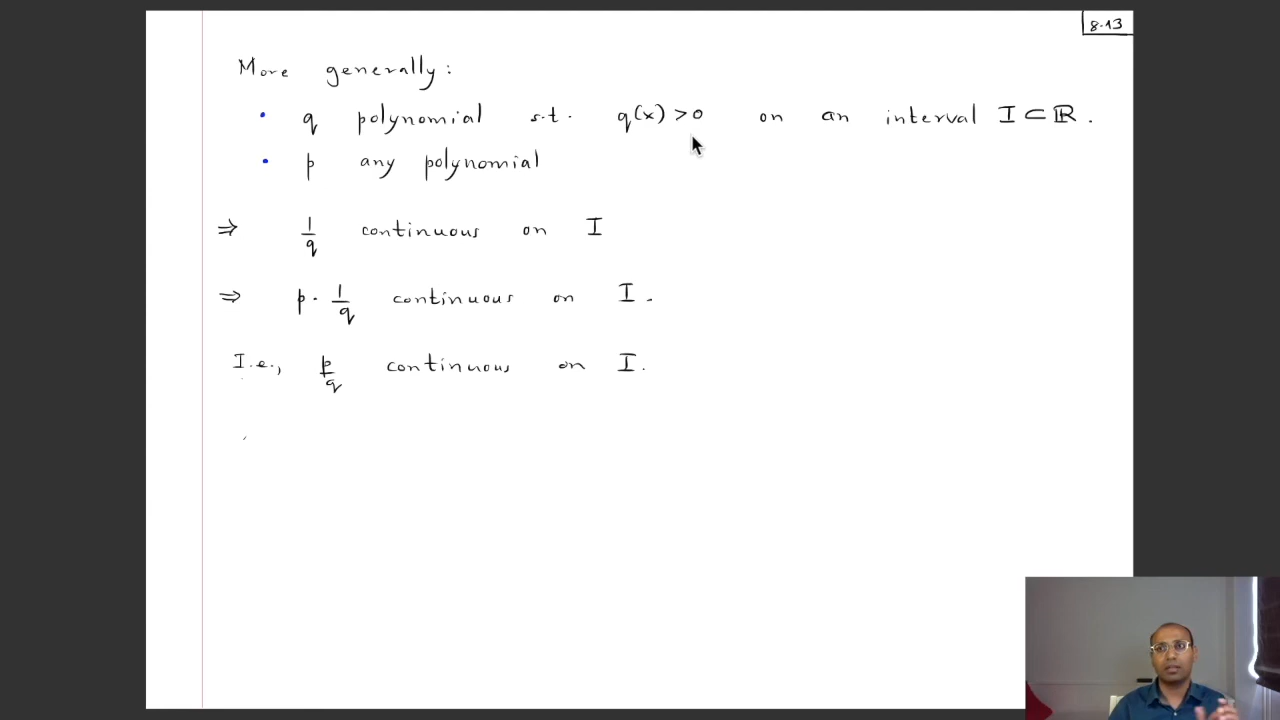 8.13
More generally:
• q polynomial s.t. q(x) > 0 on an interval I ⊂ ℝ.
• p any polynomial
⇒ 1/q continuous on I
⇒ p · 1/q continuous on I.
I.e., p/q continuous on I.